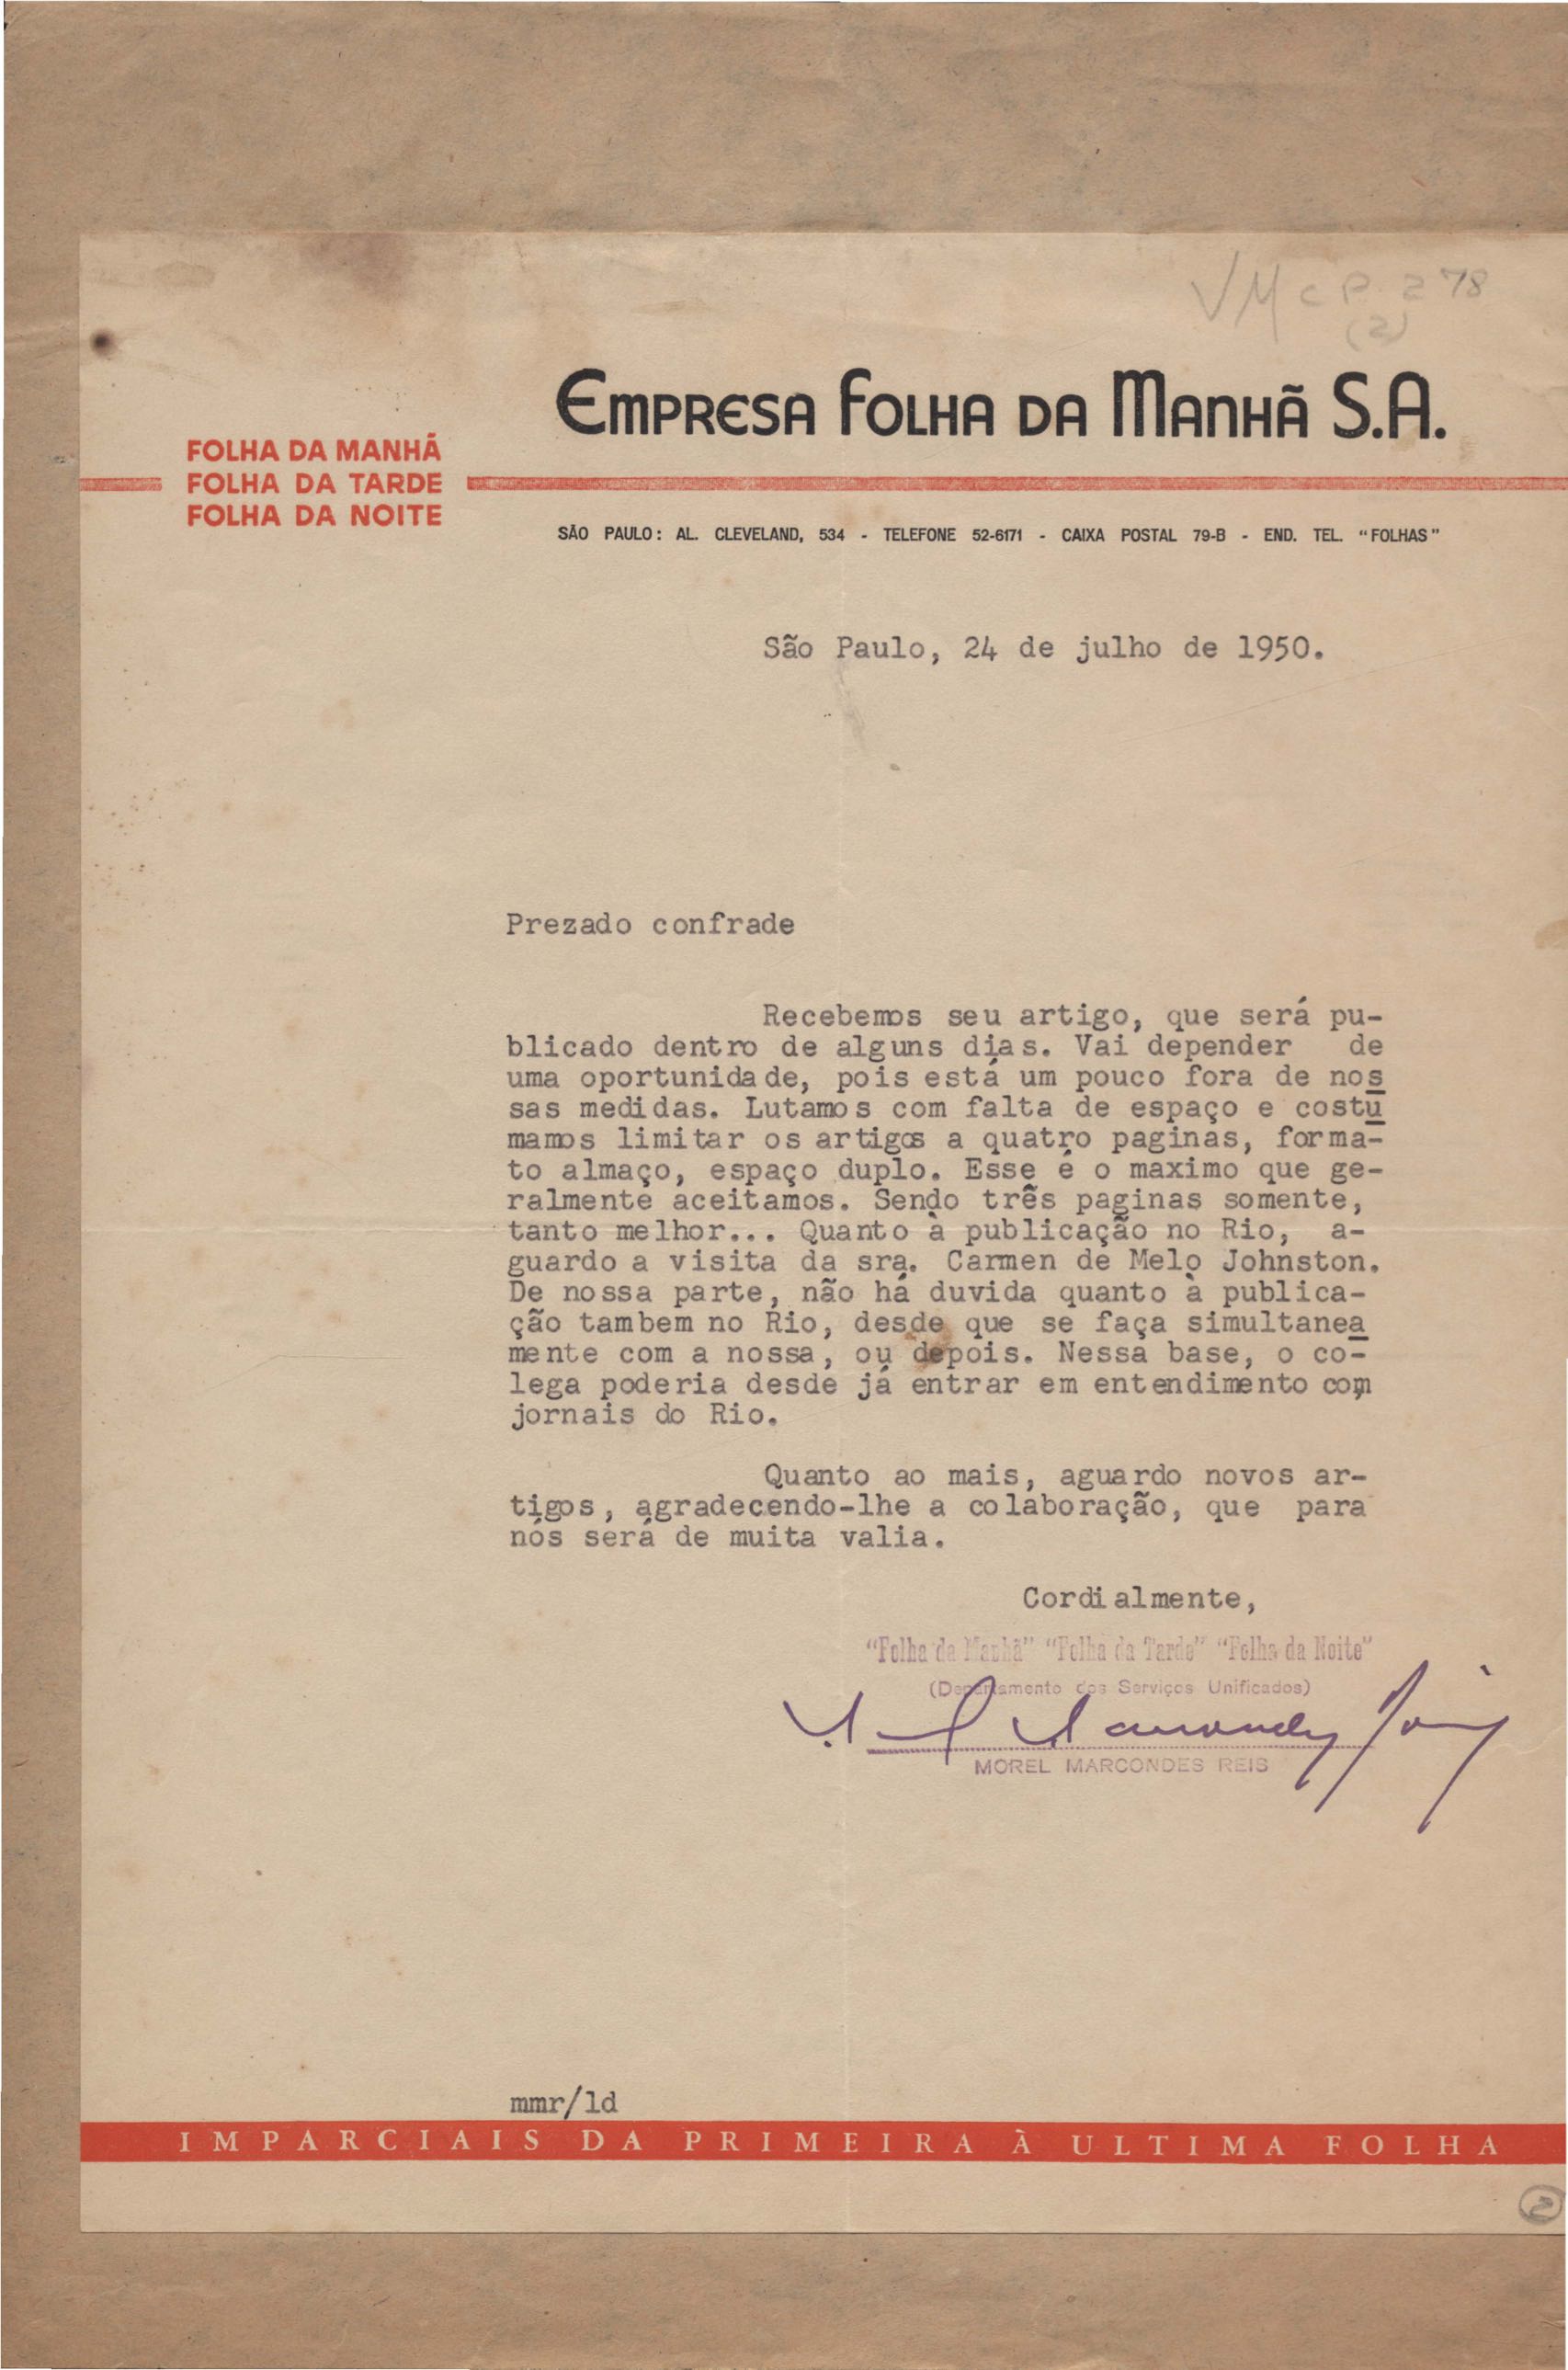 VM c P. 2 78
(2)
EMPRESA FOLHA DA MANHÃ S.A.
FOLHA DA MANHÃ
FOLHA DA TARDE
FOLHA DA NOITE
SÃO PAULO: AL. CLEVELAND, 534 - TELEFONE 52-6171 - CAIXA POSTAL 79-B - END. TEL. "FOLHAS"
São Paulo, 24 de julho de 1950.
Prezado confrade
Recebemos seu artigo, que será pu-
blicado dentro de alguns dias. Vai depender de
uma oportunidade, pois está um pouco fora de nos
sas medidas. Lutamos com falta de espaço e costu
mamos limitar os artigos a quatro paginas, forma-
to almaço, espaço duplo. Esse é o maximo que ge-
ralmente aceitamos. Sendo três paginas somente,
tanto melhor... Quanto à publicação no Rio, a-
guardo a visita da sra. Carmen de Melo Johnston.
De nossa parte, não há duvida quanto à publica-
ção tambem no Rio, desde que se faça simultanea
mente com a nossa, ou depois. Nessa base, o co-
lega poderia desde já entrar em entendimento com
jornais do Rio.
Quanto ao mais, aguardo novos ar-
tigos, agradecendo-lhe a colaboração, que para
nós será de muita valia.
Cordialmente,
"Folha da Manhã" "Folha da Tarde" "Folha da Noite"
(Departamento dos Serviços Unificados)
MOREL MARCONDES REIS
mmr/ld
IMPARCIAIS DA PRIMEIRA À ULTIMA FOLHA
2